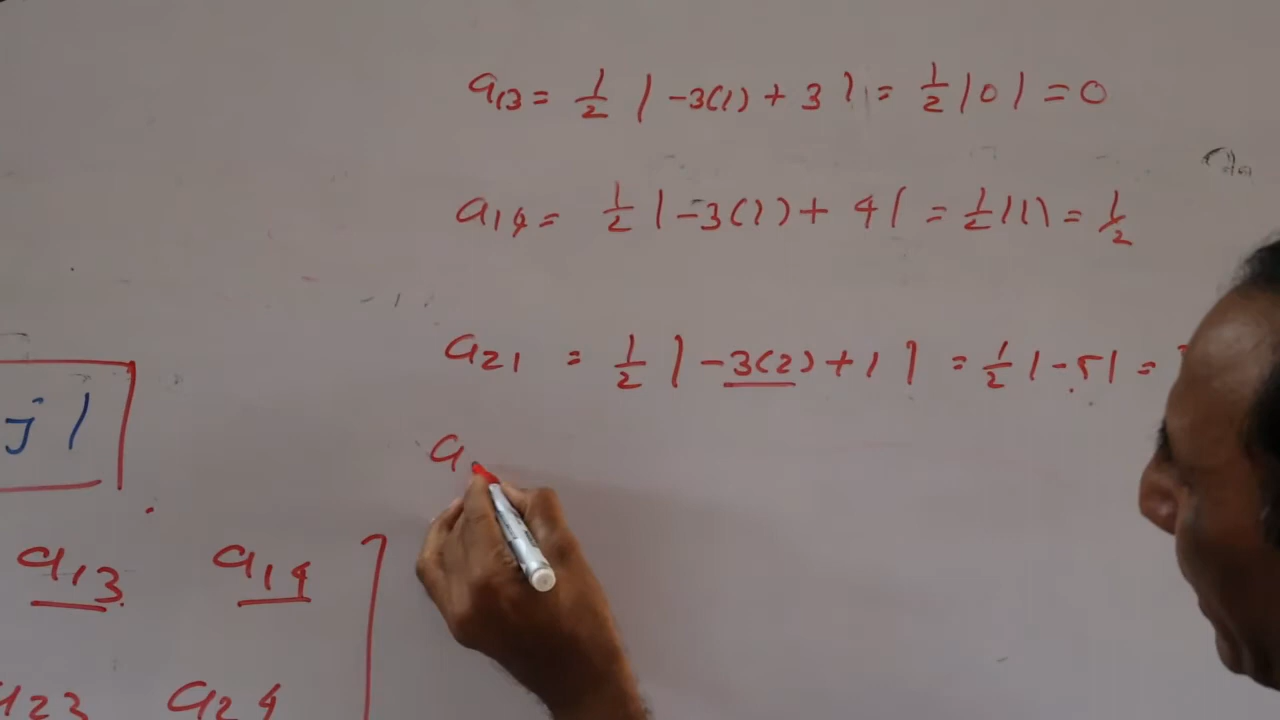 a13 = 1/2 |-3(1) + 3| = 1/2 |0| = 0
a14 = 1/2 |-3(1) + 4| = 1/2 |1| = 1/2
a21 = 1/2 |-3(2) + 1| = 1/2 |-5| =
a
j|
a13 a14
a23 a24